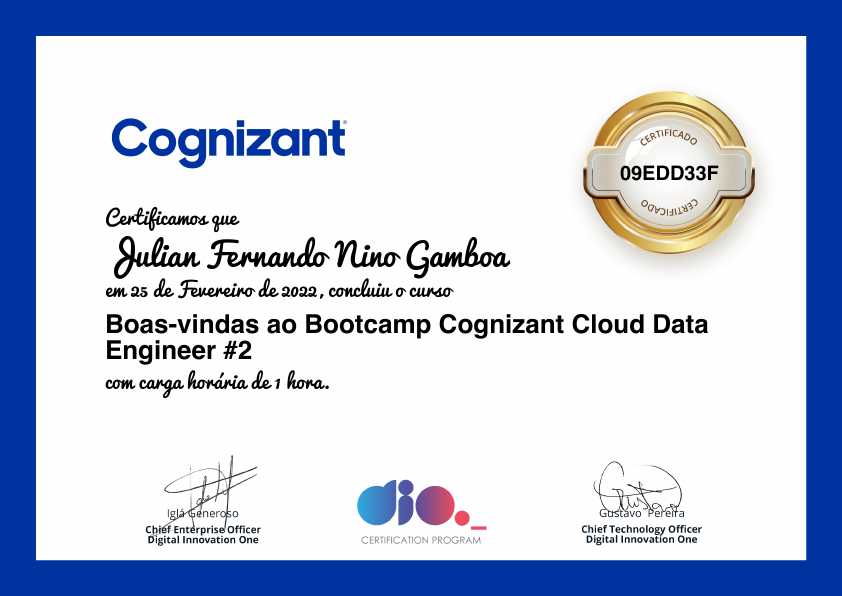 Cognizant
CERTIFICADO
09EDD33F
CERTIFICADO
Certificamos que
Julian Fernando Nino Gamboa
em 25 de Fevereiro de 2022, concluiu o curso
Boas-vindas ao Bootcamp Cognizant Cloud Data
Engineer #2
com carga horária de 1 hora.
Iglá Generoso
Chief Enterprise Officer
Digital Innovation One
dio._
CERTIFICATION PROGRAM
Gustavo Pereira
Chief Technology Officer
Digital Innovation One